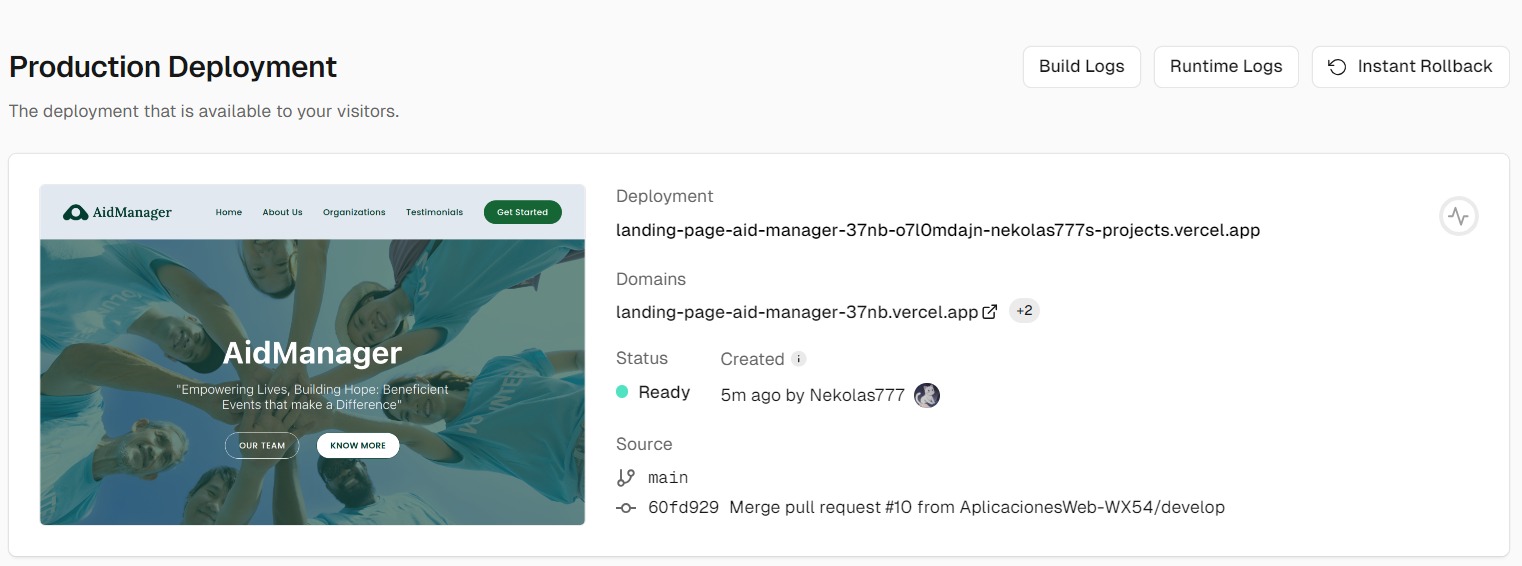 Production Deployment
Build Logs
Runtime Logs
Instant Rollback
The deployment that is available to your visitors.
AidManager
Home
About Us
Organizations
Testimonials
Get Started
AidManager
"Empowering Lives, Building Hope: Beneficient
Events that make a Difference"
OUR TEAM
KNOW MORE
Deployment
landing-page-aid-manager-37nb-o7l0mdajn-nekolas777s-projects.vercel.app
Domains
landing-page-aid-manager-37nb.vercel.app
+2
Status
Created
Ready
5m ago by Nekolas777
Source
main
60fd929 Merge pull request #10 from AplicacionesWeb-WX54/develop